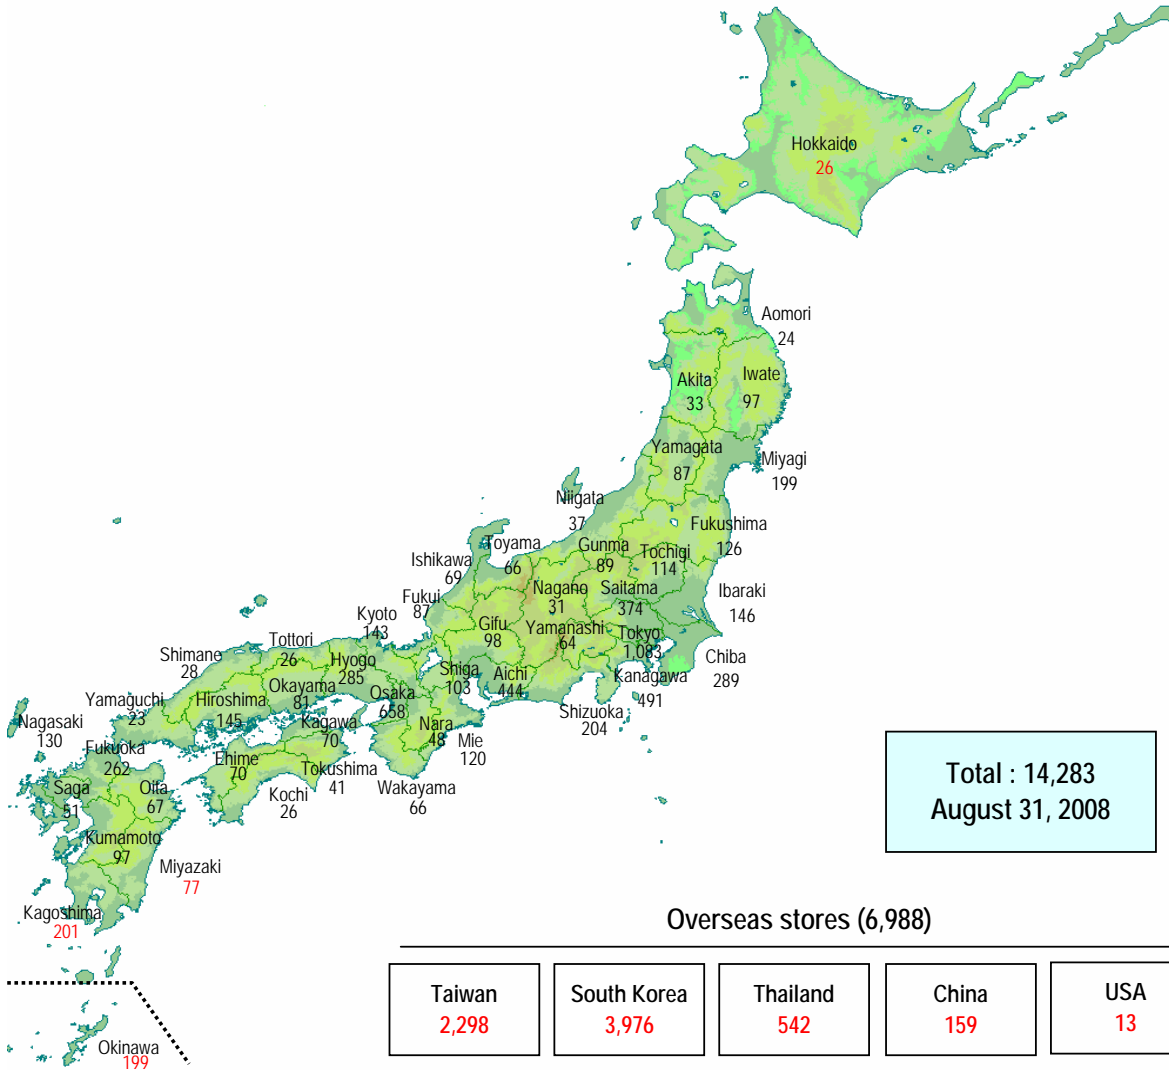 Hokkaido
26
Aomori
24
Akita
33
Iwate
97
Yamagata
87
Miyagi
199
Niigata
37
Fukushima
126
Toyama
66
Gunma
89
Tochigi
114
Ishikawa
69
Nagano
31
Saitama
374
Ibaraki
146
Fukui
87
Kyoto
143
Gifu
98
Yamanashi
64
Tokyo
1,083
Chiba
289
Tottori
26
Hyogo
285
Shimane
28
Shiga
103
Aichi
444
Kanagawa
491
Okayama
81
Osaka
658
Yamaguchi
23
Hiroshima
145
Shizuoka
204
Nagasaki
130
Kagawa
70
Nara
48
Mie
120
Fukuoka
262
Ehime
70
Tokushima
41
Wakayama
66
Saga
51
Oita
67
Kochi
26
Kumamoto
97
Miyazaki
77
Kagoshima
201
Okinawa
199
Total : 14,283
August 31, 2008
Overseas stores (6,988)
Taiwan
2,298
South Korea
3,976
Thailand
542
China
159
USA
13